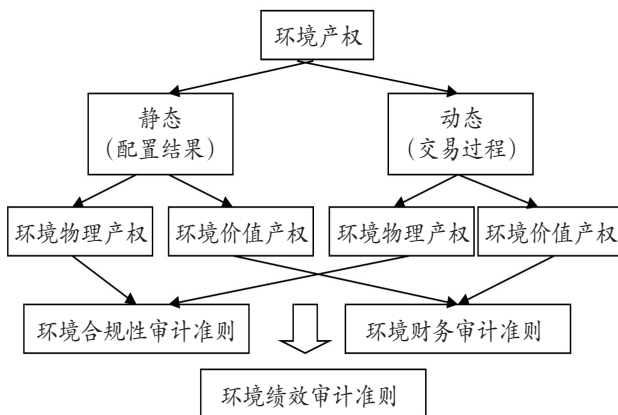 环境产权
静态
（配置结果）
动态
（交易过程）
环境物理产权
环境价值产权
环境物理产权
环境价值产权
环境合规性审计准则
环境财务审计准则
环境绩效审计准则